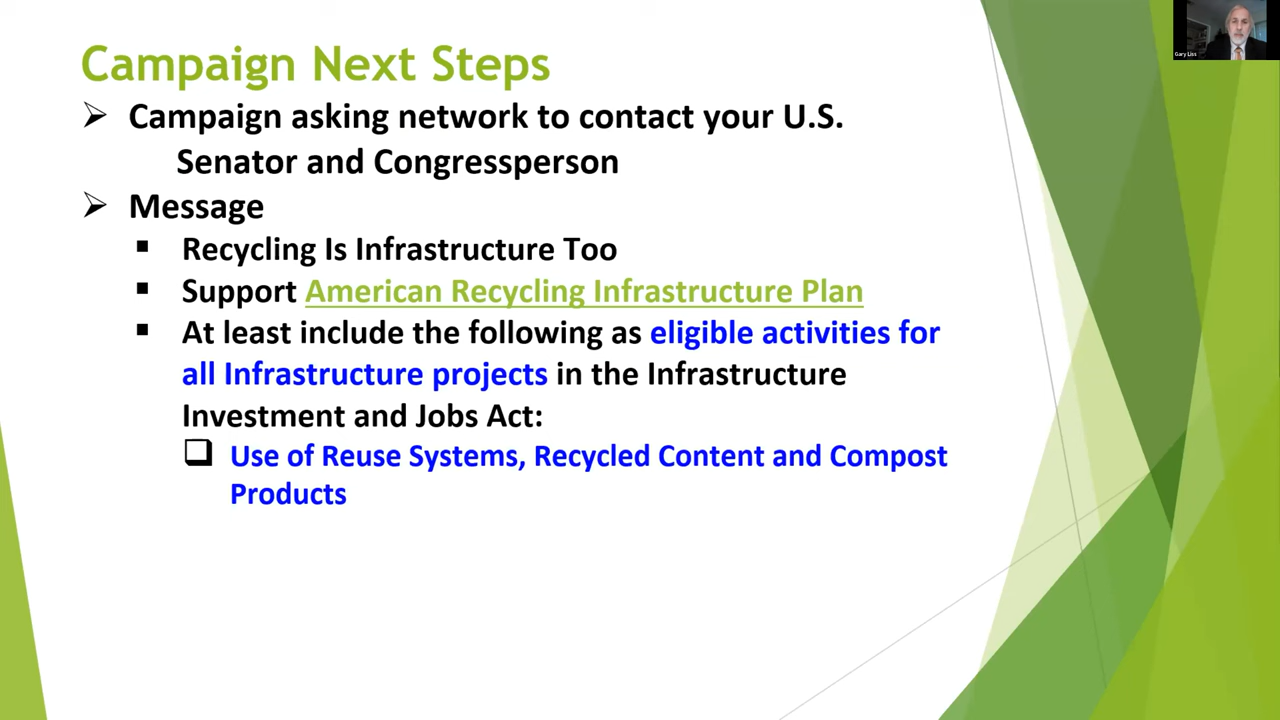 Campaign Next Steps
Campaign asking network to contact your U.S.
Senator and Congressperson
Message
Recycling Is Infrastructure Too
Support American Recycling Infrastructure Plan
At least include the following as eligible activities for
all Infrastructure projects in the Infrastructure
Investment and Jobs Act:
Use of Reuse Systems, Recycled Content and Compost
Products
Gary Liss